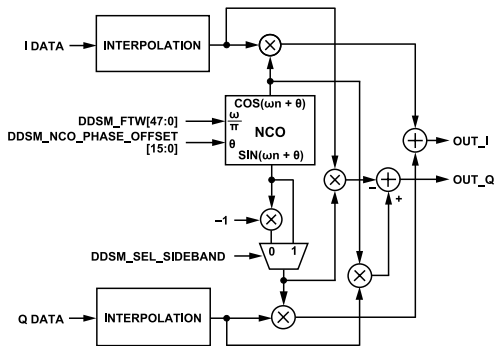 I DATA
INTERPOLATION
COS(ωn + θ)
DDSM_FTW[47:0]
ω
π
NCO
OUT_I
DDSM_NCO_PHASE_OFFSET
[15:0]
θ
SIN(ωn + θ)
–
OUT_Q
+
–1
0 1
DDSM_SEL_SIDEBAND
Q DATA
INTERPOLATION